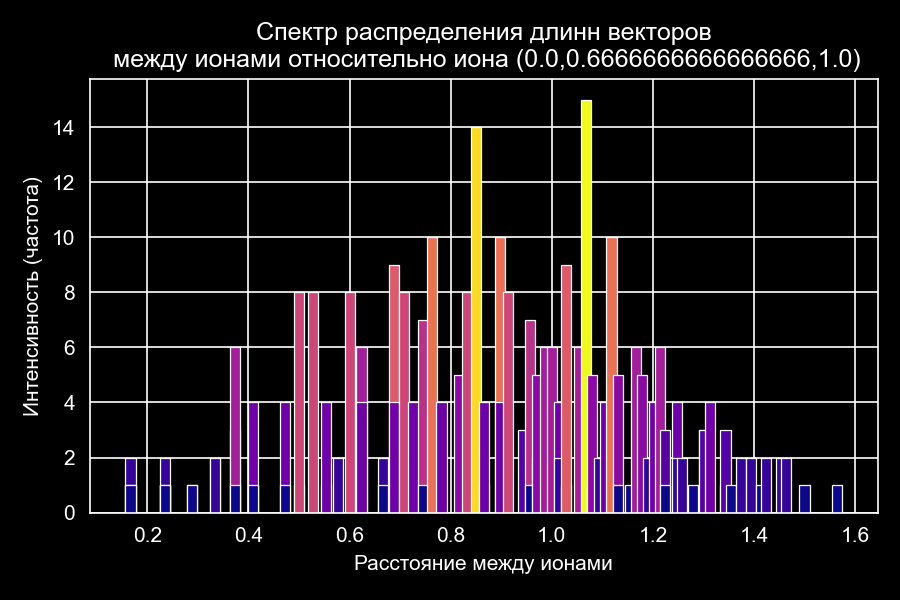 Спектр распределения длинн векторов
между ионами относительно иона (0.0,0.6666666666666666,1.0)
Интенсивность (частота)
14
12
10
8
6
4
2
0
0.2 0.4 0.6 0.8 1.0 1.2 1.4 1.6
Расстояние между ионами